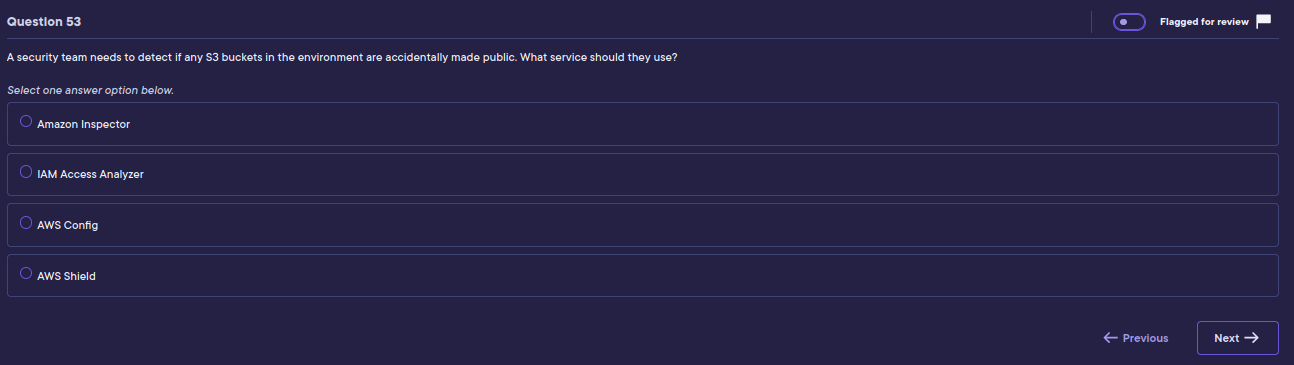 Question 53
Flagged for review
A security team needs to detect if any S3 buckets in the environment are accidentally made public. What service should they use?
Select one answer option below.
Amazon Inspector
IAM Access Analyzer
AWS Config
AWS Shield
Previous
Next